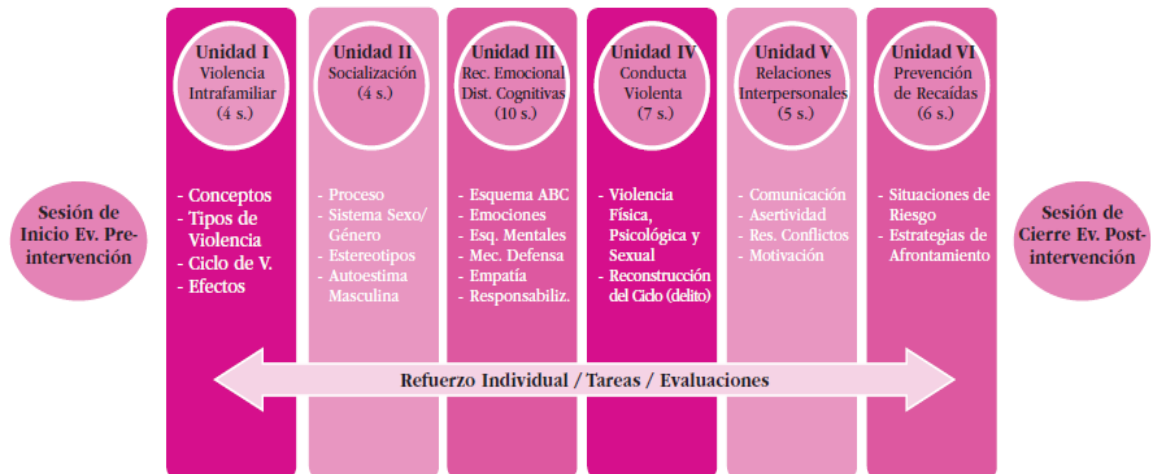 Sesión de
Inicio Ev. Pre-
intervención
Unidad I
Violencia
Intrafamiliar
(4 s.)
- Conceptos
- Tipos de
Violencia
- Ciclo de V.
- Efectos
Unidad II
Socialización
(4 s.)
- Proceso
- Sistema Sexo/
Género
- Estereotipos
- Autoestima
Masculina
Unidad III
Rec. Emocional
Dist. Cognitivas
(10 s.)
- Esquema ABC
- Emociones
- Esq. Mentales
- Mec. Defensa
- Empatía
- Responsabiliz.
Unidad IV
Conducta
Violenta
(7 s.)
- Violencia
Física,
Psicológica y
Sexual
- Reconstrucción
del Ciclo (delito)
Unidad V
Relaciones
Interpersonales
(5 s.)
- Comunicación
- Asertividad
- Res. Conflictos
- Motivación
Unidad VI
Prevención
de Recaídas
(6 s.)
- Situaciones de
Riesgo
- Estrategias de
Afrontamiento
Sesión de
Cierre Ev. Post-
intervención
Refuerzo Individual / Tareas / Evaluaciones